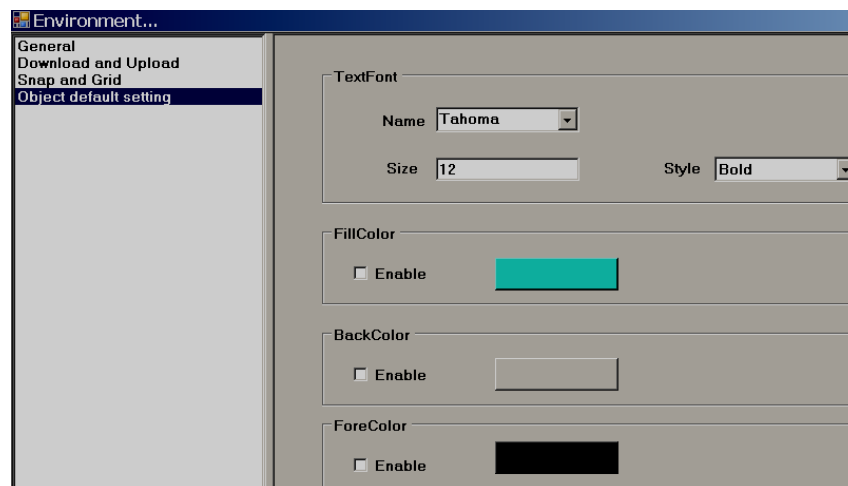 Environment...
General
Download and Upload
Snap and Grid
Object default setting
TextFont
Name Tahoma
Size 12 Style Bold
FillColor
Enable
BackColor
Enable
ForeColor
Enable